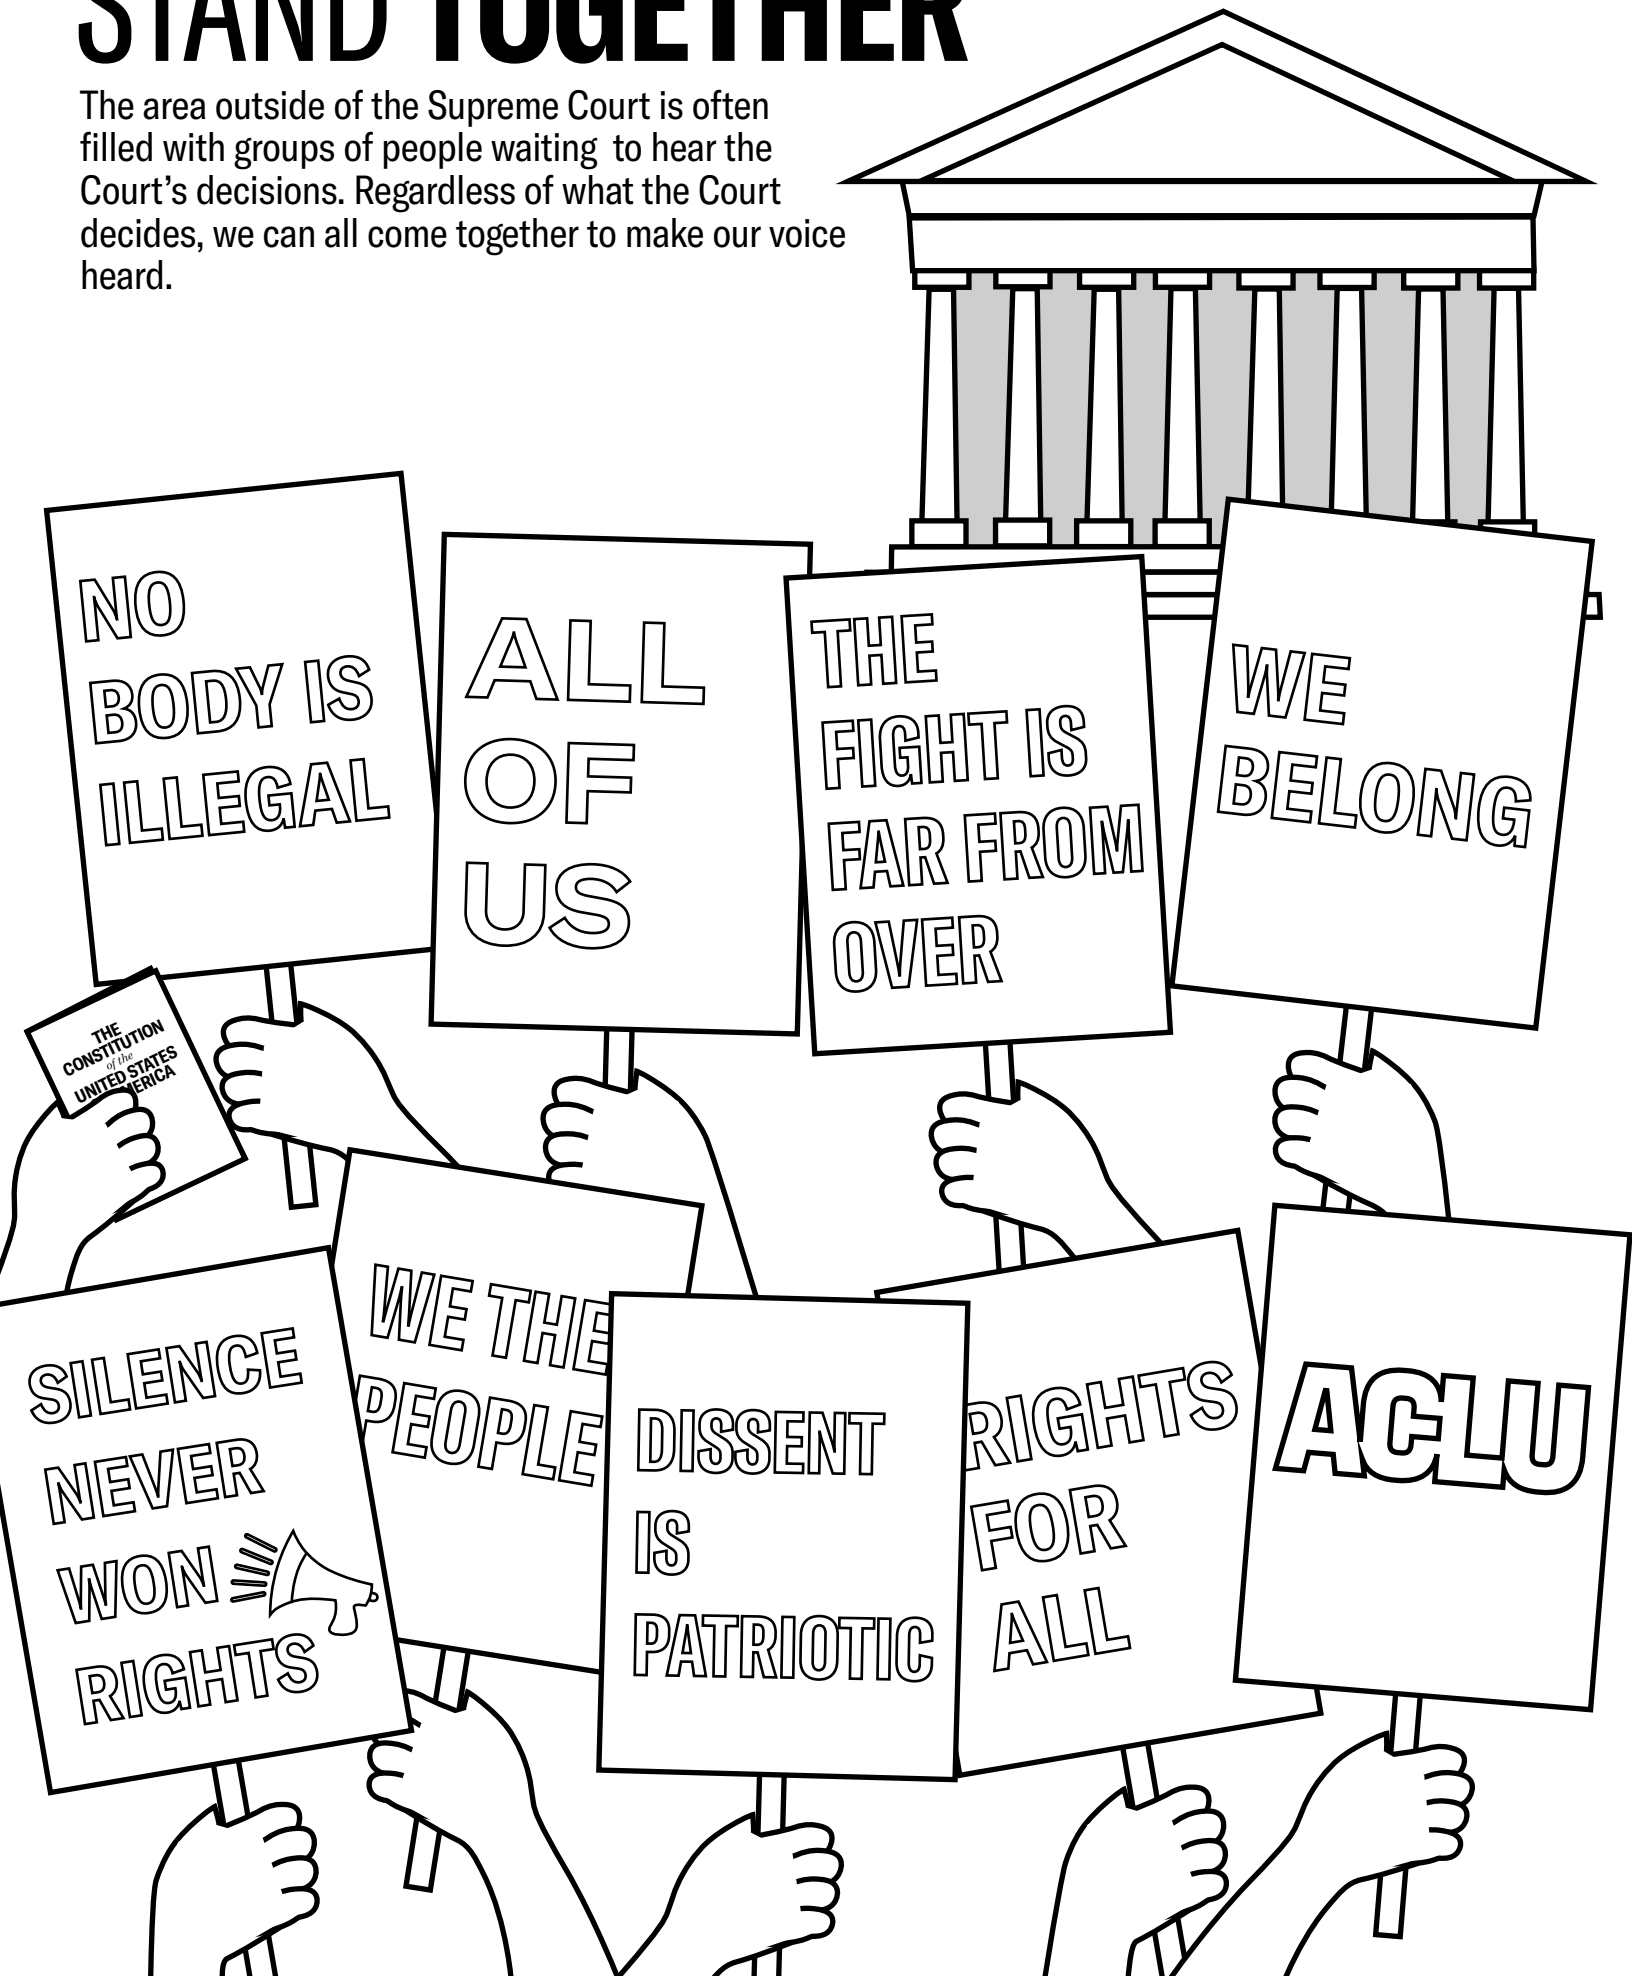 STAND TOGETHER
The area outside of the Supreme Court is often
filled with groups of people waiting  to hear the
Court’s decisions. Regardless of what the Court
decides, we can all come together to make our voice
heard.
NO
BODY IS
ILLEGAL
ALL
OF
US
THE
FIGHT IS
FAR FROM
OVER
WE
BELONG
THE
CONSTITUTION
of the
UNITED STATES
MERICA
SILENCE
NEVER
WON
RIGHTS
WE THE
PEOPLE
DISSENT
IS
PATRIOTIC
RIGHTS
FOR
ALL
ACLU